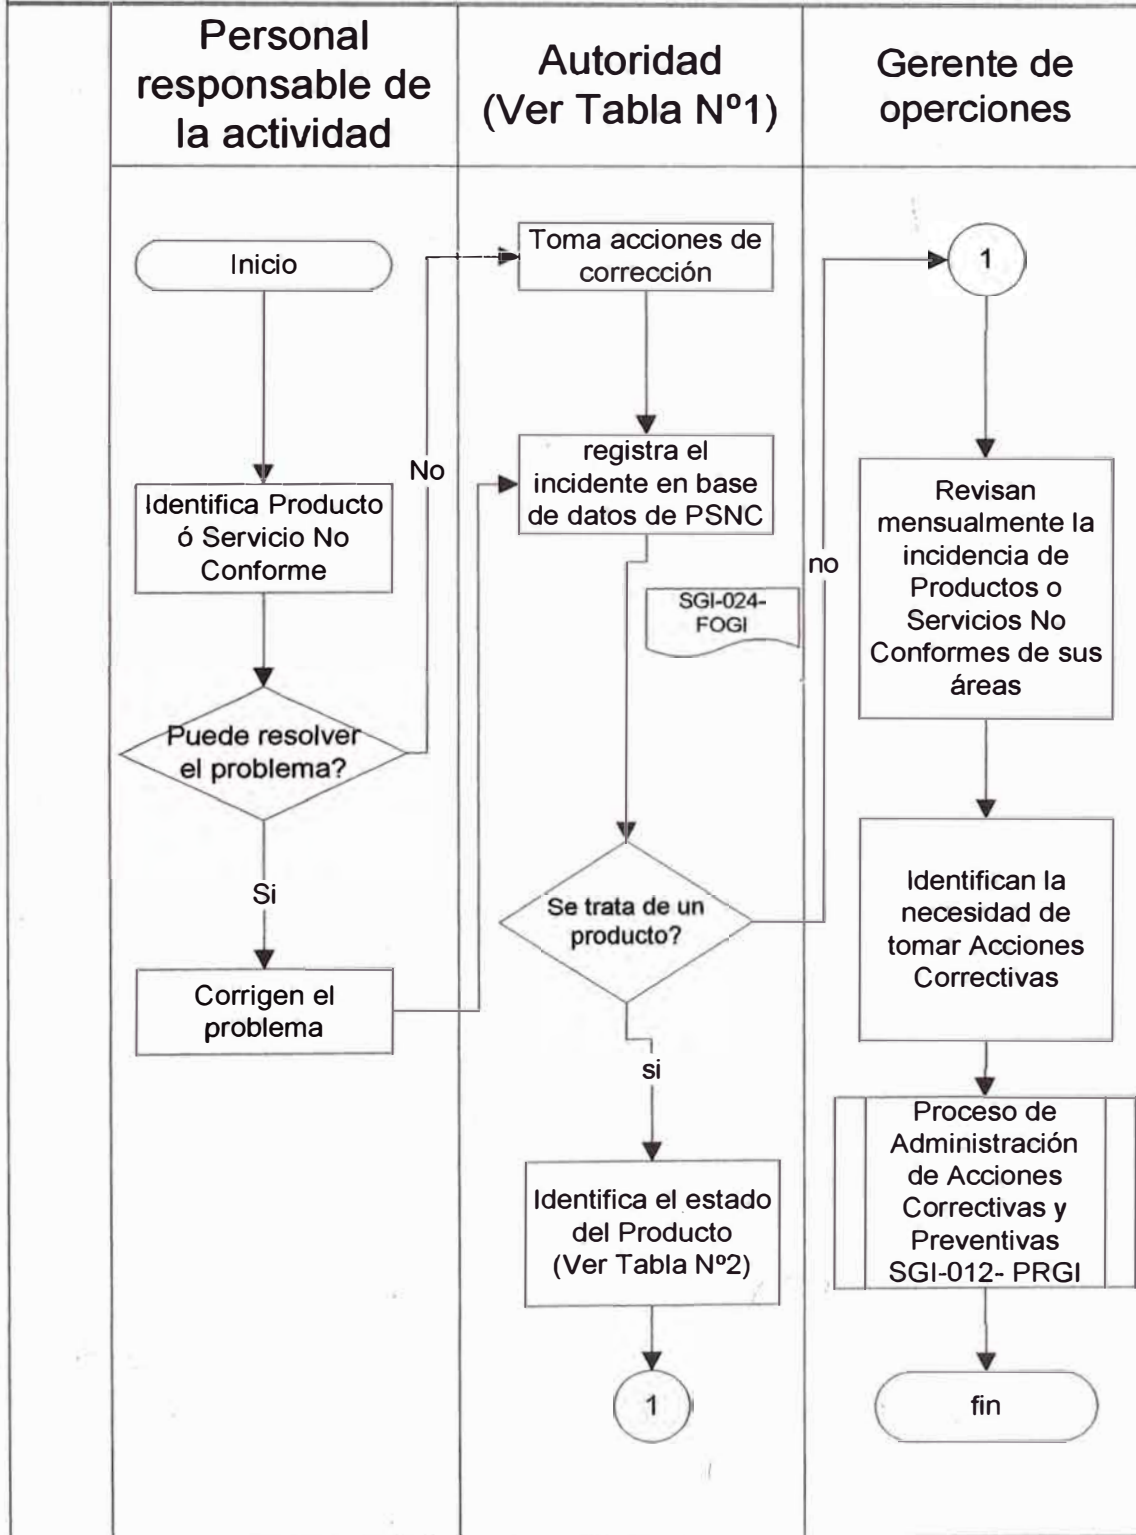 Personal
responsable de
la actividad
Autoridad
(Ver Tabla Nº1)
Gerente de
operciones
Inicio
Identifica Producto
ó Servicio No
Conforme
Puede resolver
el problema?
No
Si
Corrigen el
problema
Toma acciones de
corrección
registra el
incidente en base
de datos de PSNC
SGI-024-
FOGI
Se trata de un
producto?
no
si
Identifica el estado
del Producto
(Ver Tabla Nº2)
1
1
Revisan
mensualmente la
incidencia de
Productos o
Servicios No
Conformes de sus
áreas
Identifican la
necesidad de
tomar Acciones
Correctivas
Proceso de
Administración
de Acciones
Correctivas y
Preventivas
SGI-012- PRGI
fin